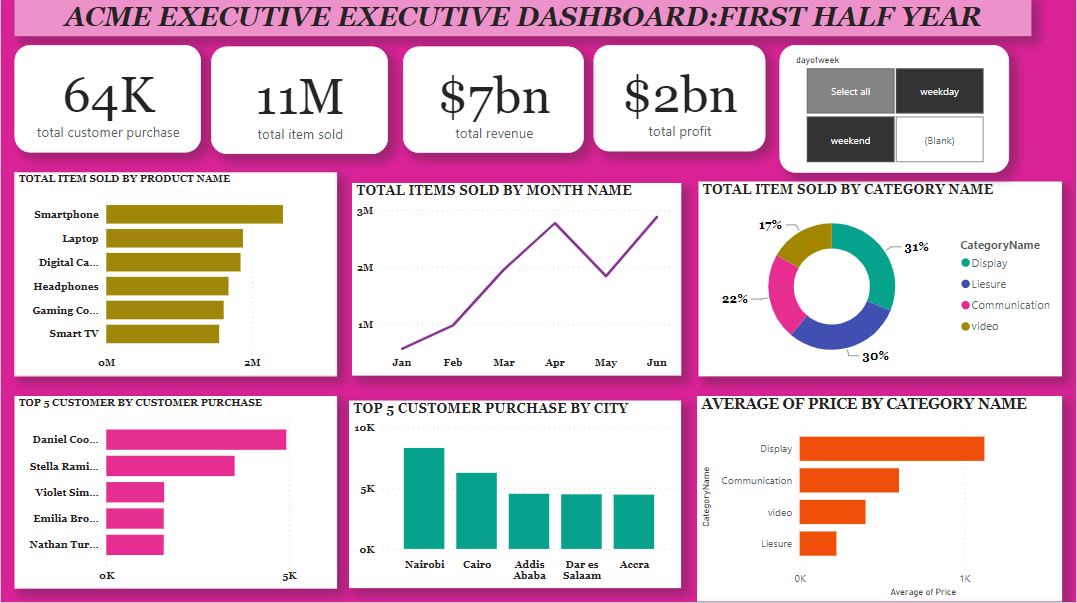 ACME EXECUTIVE EXECUTIVE DASHBOARD:FIRST HALF YEAR
64K
total customer purchase
11M
total item sold
$7bn
total revenue
$2bn
total profit
dayofweek
Select all
weekday
weekend
(Blank)
TOTAL ITEM SOLD BY PRODUCT NAME
Smartphone
Laptop
Digital Ca...
Headphones
Gaming Co...
Smart TV
0M
2M
TOTAL ITEMS SOLD BY MONTH NAME
3M
2M
1M
Jan
Feb
Mar
Apr
May
Jun
TOTAL ITEM SOLD BY CATEGORY NAME
17%
31%
22%
30%
CategoryName
Display
Liesure
Communication
video
TOP 5 CUSTOMER BY CUSTOMER PURCHASE
Daniel Coo...
Stella Rami...
Violet Sim...
Emilia Bro...
Nathan Tur...
0K
5K
TOP 5 CUSTOMER PURCHASE BY CITY
10K
5K
0K
Nairobi
Cairo
Addis
Ababa
Dar es
Salaam
Accra
AVERAGE OF PRICE BY CATEGORY NAME
CategoryName
Display
Communication
video
Liesure
0K
1K
Average of Price